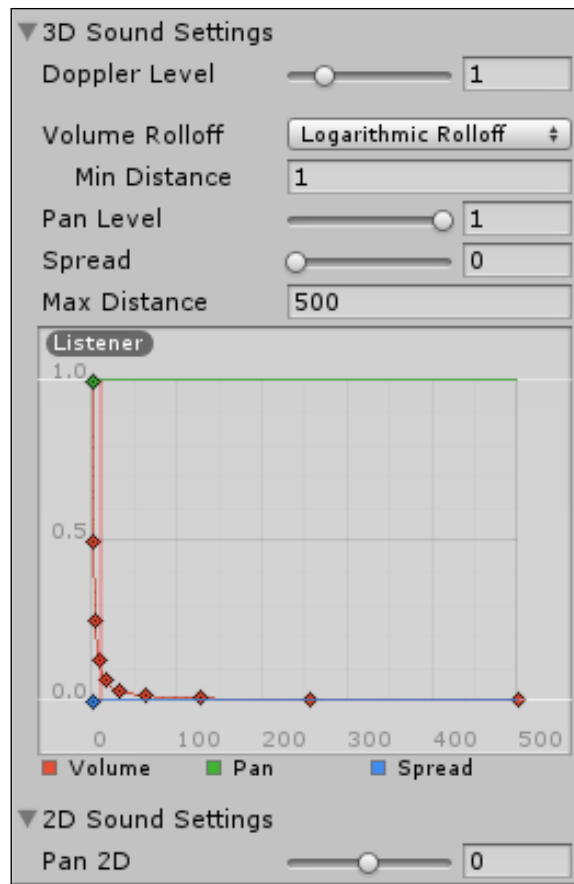 3D Sound Settings
Doppler Level 1
Volume Rolloff Logarithmic Rolloff
Min Distance 1
Pan Level 1
Spread 0
Max Distance 500
Listener
1.0
0.5
0.0
0 100 200 300 400 500
Volume Pan Spread
2D Sound Settings
Pan 2D 0